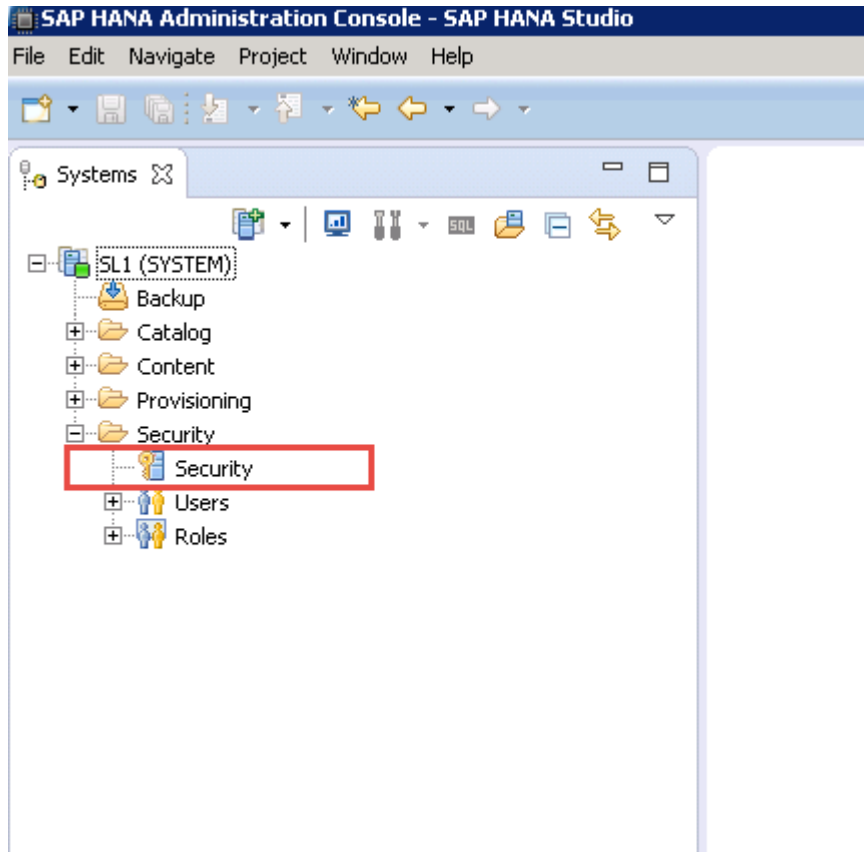 SAP HANA Administration Console - SAP HANA Studio
File Edit Navigate Project Window Help
Systems
SQL
SL1 (SYSTEM)
Backup
Catalog
Content
Provisioning
Security
Security
Users
Roles